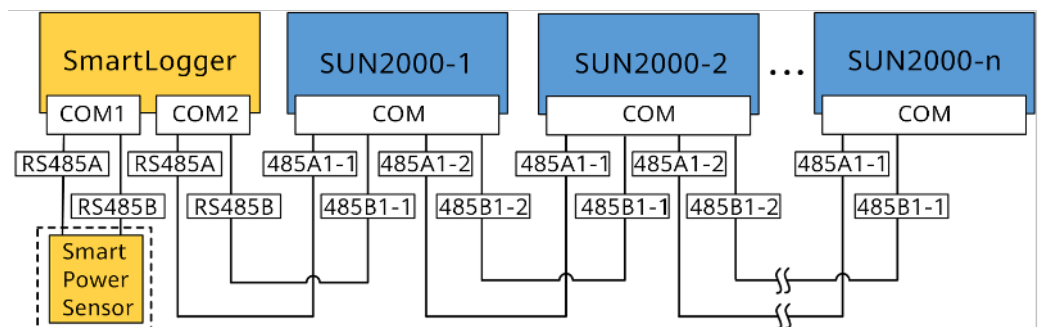 SmartLogger
SUN2000-1
SUN2000-2
...
SUN2000-n
COM1
COM2
COM
COM
COM
RS485A
RS485A
485A1-1
485A1-2
485A1-1
485A1-2
485A1-1
RS485B
RS485B
485B1-1
485B1-2
485B1-1
485B1-2
485B1-1
Smart
Power
Sensor